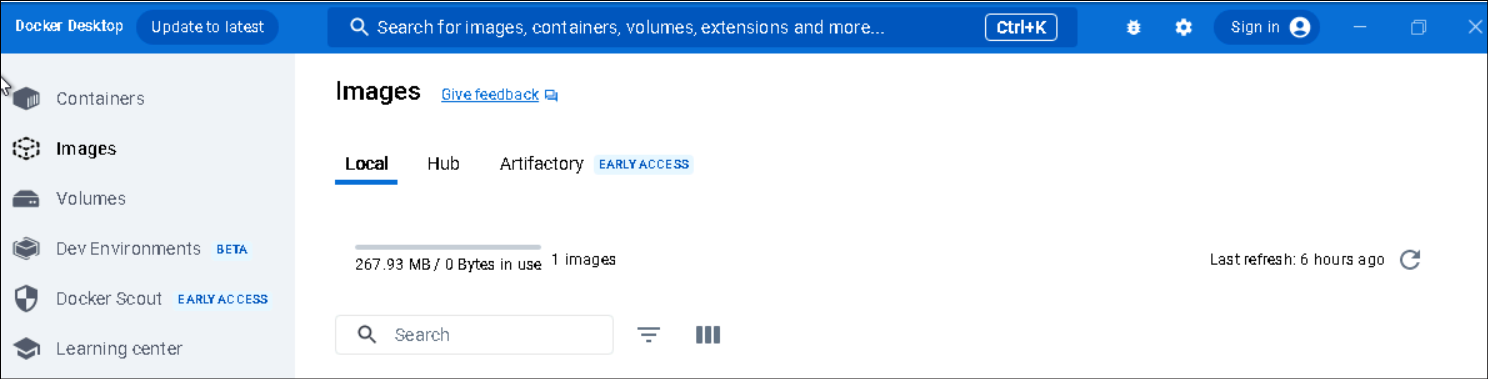 Docker Desktop Update to latest Search for images, containers, volumes, extensions and more... Ctrl+K Sign in
Containers
Images
Volumes
Dev Environments BETA
Docker Scout EARLY ACCESS
Learning center
Images Give feedback
Local Hub Artifactory EARLY ACCESS
267.93 MB / 0 Bytes in use 1 images Last refresh: 6 hours ago
Search